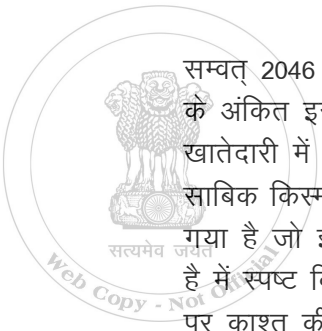 सम्वत् 2046
के अंकित इ
खातेदारी में
साबिक किस्म
गया है जो इ
है में स्पष्ट वि
पर काश्त की
सत्यमेव जयते
Web Copy - Not Official